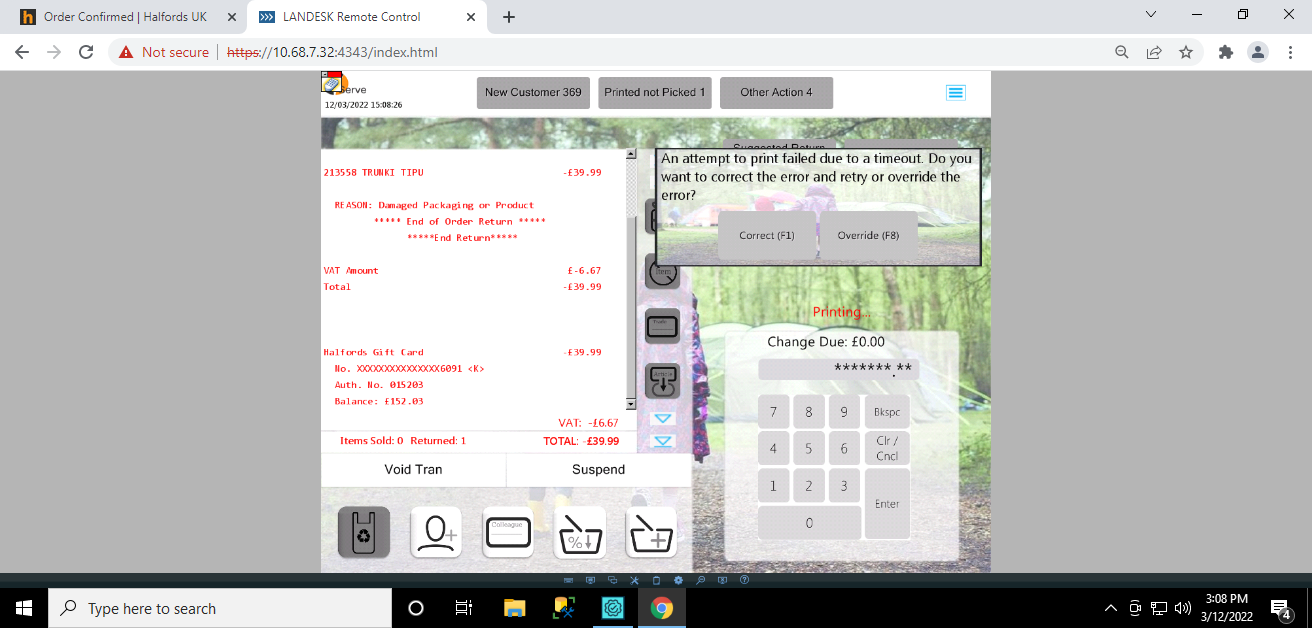 Order Confirmed | Halfords UK
LANDESK Remote Control
Not secure
https://10.68.7.32:4343/index.html
erve
12/03/2022 15:08:26
New Customer 369
Printed not Picked 1
Other Action 4
Suggested Return
An attempt to print failed due to a timeout. Do you
want to correct the error and retry or override the
error?
Correct (F1)
Override (F8)
213558 TRUNKI TIPU -£39.99
REASON: Damaged Packaging or Product
***** End of Order Return *****
*****End Return*****
VAT Amount £-6.67
Total -£39.99
Halfords Gift Card -£39.99
No. XXXXXXXXXXXXXXX6091 <K>
Auth. No. 015203
Balance: £152.03
VAT: -£6.67
Items Sold: 0 Returned: 1 TOTAL: -£39.99
Void Tran
Suspend
Colleague
Printing...
Change Due: £0.00
*******.**
7 8 9 Bkspc
4 5 6 Clr /
Cncl
1 2 3
Enter
0
Type here to search
3:08 PM
3/12/2022
4